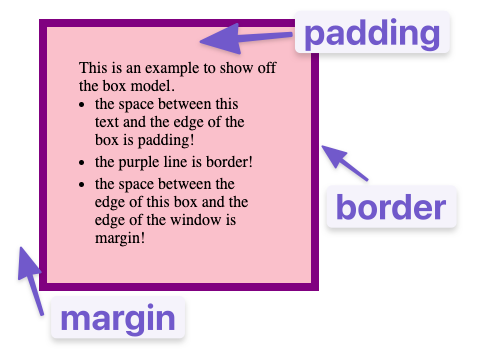 padding
This is an example to show off
the box model.
• the space between this
text and the edge of the
box is padding!
• the purple line is border!
• the space between the
edge of this box and the
edge of the window is
margin!
border
margin